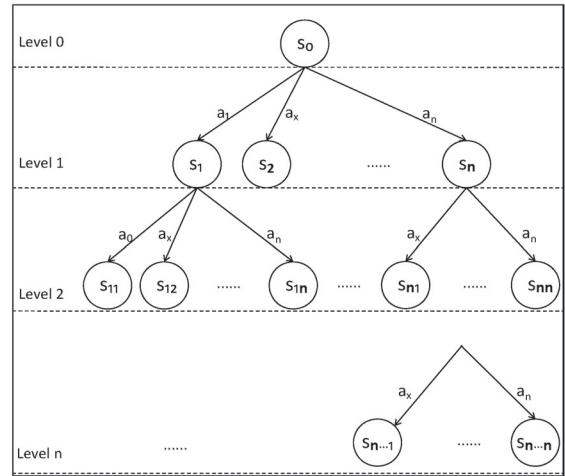 Level 0
S0
a1 ax an
Level 1
S1 S2 ...... Sn
a0 ax an ax an
Level 2
S11 S12 ...... S1n ...... Sn1 ...... Snn
ax an
Level n
...... Sn...1 ...... Sn...n